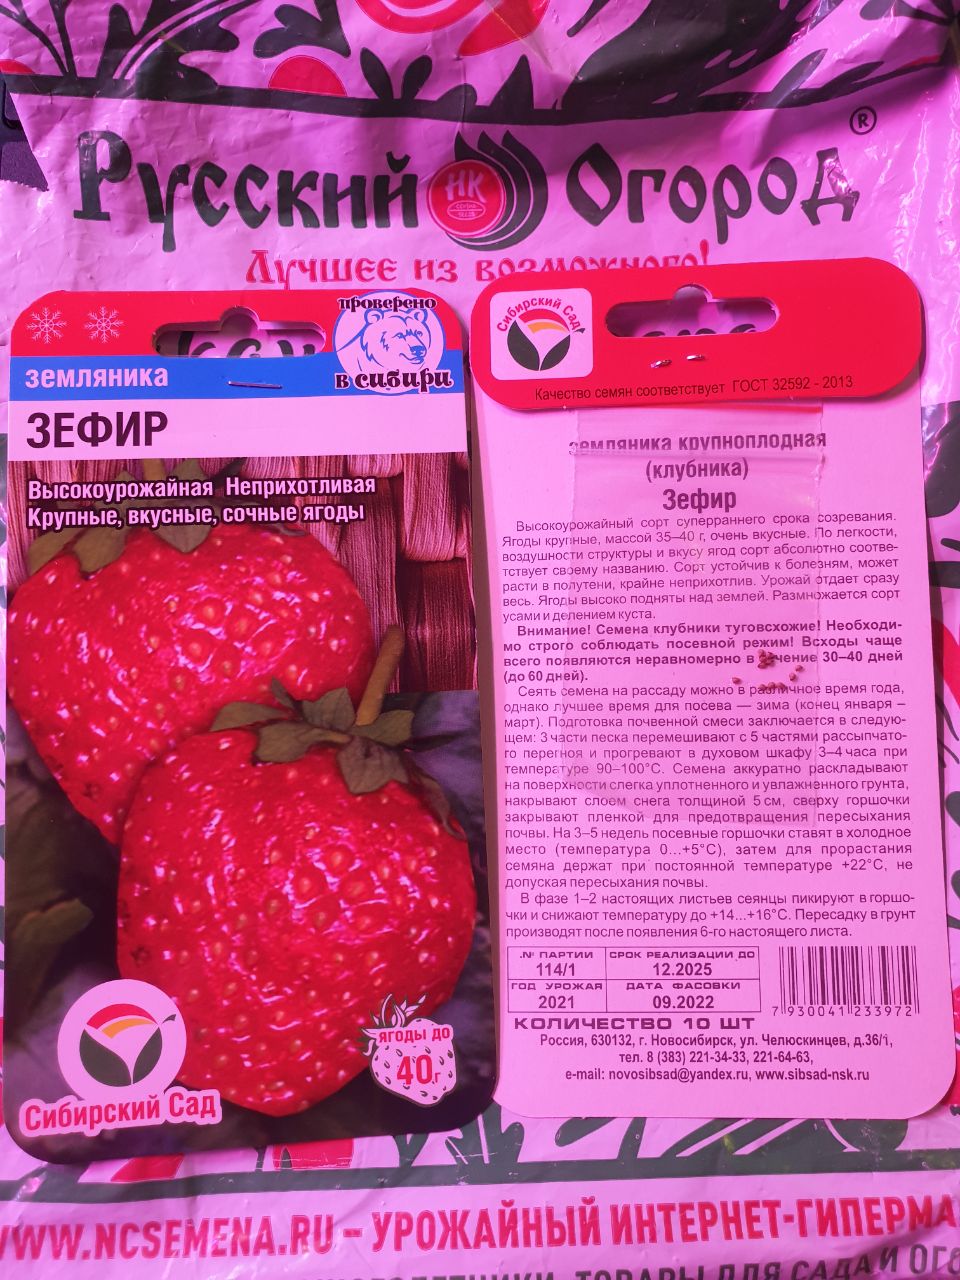 Русский НК Огород ®
Лучшее из возможного!
проверено
в сибири
земляника
ЗЕФИР
Высокоурожайная Неприхотливая
Крупные, вкусные, сочные ягоды
ягоды до
40г
Сибирский Сад
Сибирский Сад
Качество семян соответствует ГОСТ 32592 - 2013
земляника крупноплодная
(клубника)
Зефир
Высокоурожайный сорт суперраннего срока созревания.
Ягоды крупные, массой 35–40 г, очень вкусные. По легкости,
воздушности структуры и вкусу ягод сорт абсолютно соответ-
ствует своему названию. Сорт устойчив к болезням, может
расти в полутени, крайне неприхотлив. Урожай отдает сразу
весь. Ягоды высоко подняты над землей. Размножается сорт
усами и делением куста.
Внимание! Семена клубники туговсхожие! Необходи-
мо строго соблюдать посевной режим! Всходы чаще
всего появляются неравномерно в течение 30–40 дней
(до 60 дней).
Сеять семена на рассаду можно в различное время года,
однако лучшее время для посева — зима (конец января –
март). Подготовка почвенной смеси заключается в следую-
щем: 3 части песка перемешивают с 5 частями рассыпчато-
го перегноя и прогревают в духовом шкафу 3–4 часа при
температуре 90–100°С. Семена аккуратно раскладывают
на поверхности слегка уплотненного и увлажненного грунта,
накрывают слоем снега толщиной 5 см, сверху горшочки
закрывают пленкой для предотвращения пересыхания
почвы. На 3–5 недель посевные горшочки ставят в холодное
место (температура 0...+5°С), затем для прорастания
семяна держат при постоянной температуре +22°С, не
допуская пересыхания почвы.
В фазе 1–2 настоящих листьев сеянцы пикируют в горшо-
чки и снижают температуру до +14...+16°С. Пересадку в грунт
производят после появления 6-го настоящего листа.
.№ ПАРТИИ СРОК РЕАЛИЗАЦИИ ДО
114/1 12.2025
ГОД УРОЖАЯ ДАТА ФАСОВКИ
2021 09.2022
7 930041 233972
КОЛИЧЕСТВО 10 ШТ
Россия, 630132, г. Новосибирск, ул. Челюскинцев, д.36/1,
тел. 8 (383) 221-34-33, 221-64-63,
e-mail: novosibsad@yandex.ru, www.sibsad-nsk.ru
WWW.NCSEMENA.RU – УРОЖАЙНЫЙ ИНТЕРНЕТ-ГИПЕРМА
ТОВАРЫ ДЛЯ САДА И ОГО